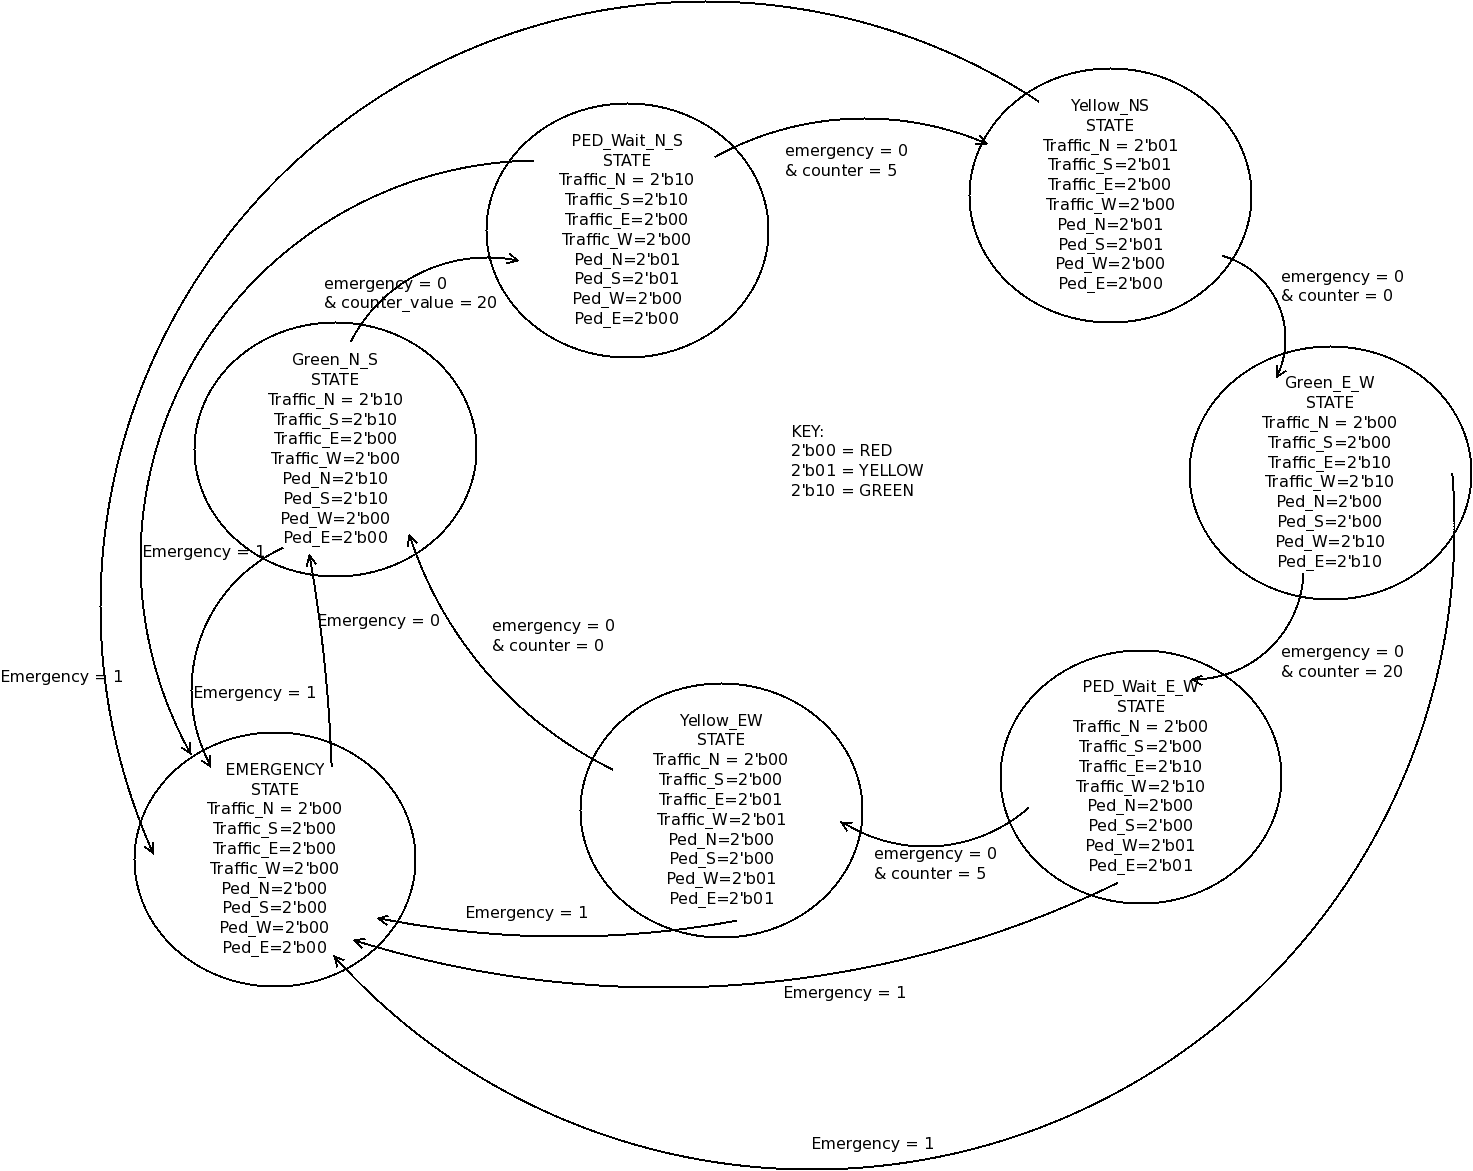 Yellow_NS
STATE
Traffic_N = 2'b01
Traffic_S=2'b01
Traffic_E=2'b00
Traffic_W=2'b00
Ped_N=2'b01
Ped_S=2'b01
Ped_W=2'b00
Ped_E=2'b00
PED_Wait_N_S
STATE
Traffic_N = 2'b10
Traffic_S=2'b10
Traffic_E=2'b00
Traffic_W=2'b00
Ped_N=2'b01
Ped_S=2'b01
Ped_W=2'b00
Ped_E=2'b00
emergency = 0
& counter = 5
emergency = 0
& counter = 0
emergency = 0
& counter_value = 20
Green_N_S
STATE
Traffic_N = 2'b10
Traffic_S=2'b10
Traffic_E=2'b00
Traffic_W=2'b00
Ped_N=2'b10
Ped_S=2'b10
Ped_W=2'b00
Ped_E=2'b00
KEY:
2'b00 = RED
2'b01 = YELLOW
2'b10 = GREEN
Green_E_W
STATE
Traffic_N = 2'b00
Traffic_S=2'b00
Traffic_E=2'b10
Traffic_W=2'b10
Ped_N=2'b00
Ped_S=2'b00
Ped_W=2'b10
Ped_E=2'b10
Emergency = 1
Emergency = 0
emergency = 0
& counter = 0
emergency = 0
& counter = 20
Emergency = 1
Emergency = 1
PED_Wait_E_W
STATE
Traffic_N = 2'b00
Traffic_S=2'b00
Traffic_E=2'b10
Traffic_W=2'b10
Ped_N=2'b00
Ped_S=2'b00
Ped_W=2'b01
Ped_E=2'b01
Yellow_EW
STATE
Traffic_N = 2'b00
Traffic_S=2'b00
Traffic_E=2'b01
Traffic_W=2'b01
Ped_N=2'b00
Ped_S=2'b00
Ped_W=2'b01
Ped_E=2'b01
EMERGENCY
STATE
Traffic_N = 2'b00
Traffic_S=2'b00
Traffic_E=2'b00
Traffic_W=2'b00
Ped_N=2'b00
Ped_S=2'b00
Ped_W=2'b00
Ped_E=2'b00
emergency = 0
& counter = 5
Emergency = 1
Emergency = 1
Emergency = 1